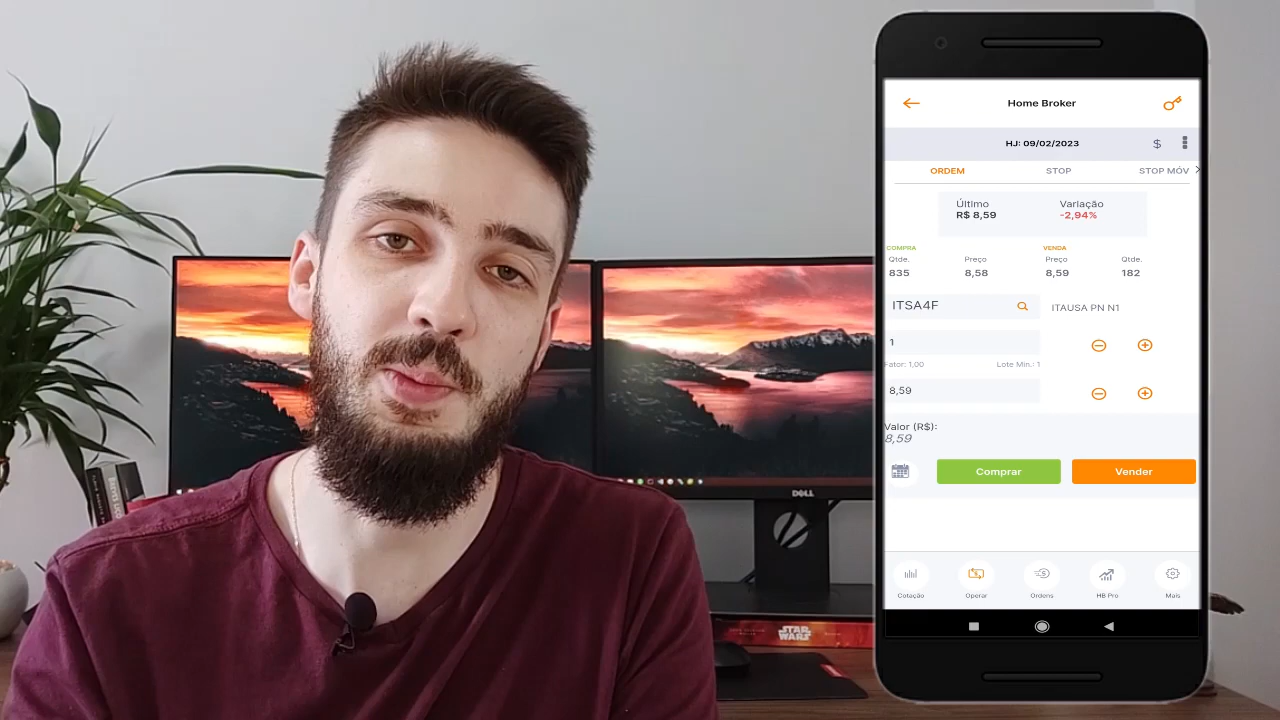 Home Broker
HJ: 09/02/2023 $
ORDEM STOP STOP MÓV
Último Variação
R$ 8,59 -2,94%
COMPRA VENDA
Qtde. Preço Preço Qtde.
835 8,58 8,59 182
ITSA4F ITAUSA PN N1
1
Fator: 1,00 Lote Min.: 1
8,59
Valor (R$):
8,59
Comprar Vender
Cotação Operar Ordens HB Pro Mais
DELL
STAR
WARS